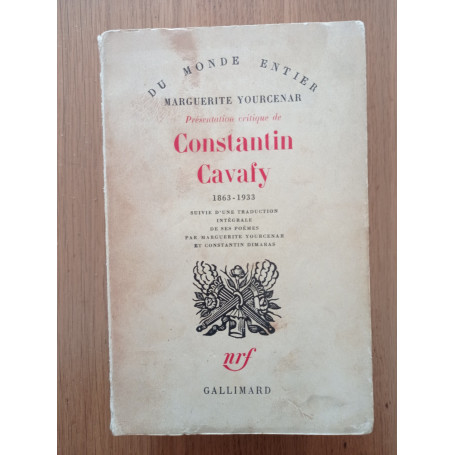 DU MONDE ENTIER
MARGUERITE YOURCENAR
Présentation critique de
Constantin
Cavafy
1863-1933
SUIVIE D'UNE TRADUCTION
INTÉGRALE
DE SES POÈMES
PAR MARGUERITE YOURCENAR
ET CONSTANTIN DIMARAS
nrf
GALLIMARD